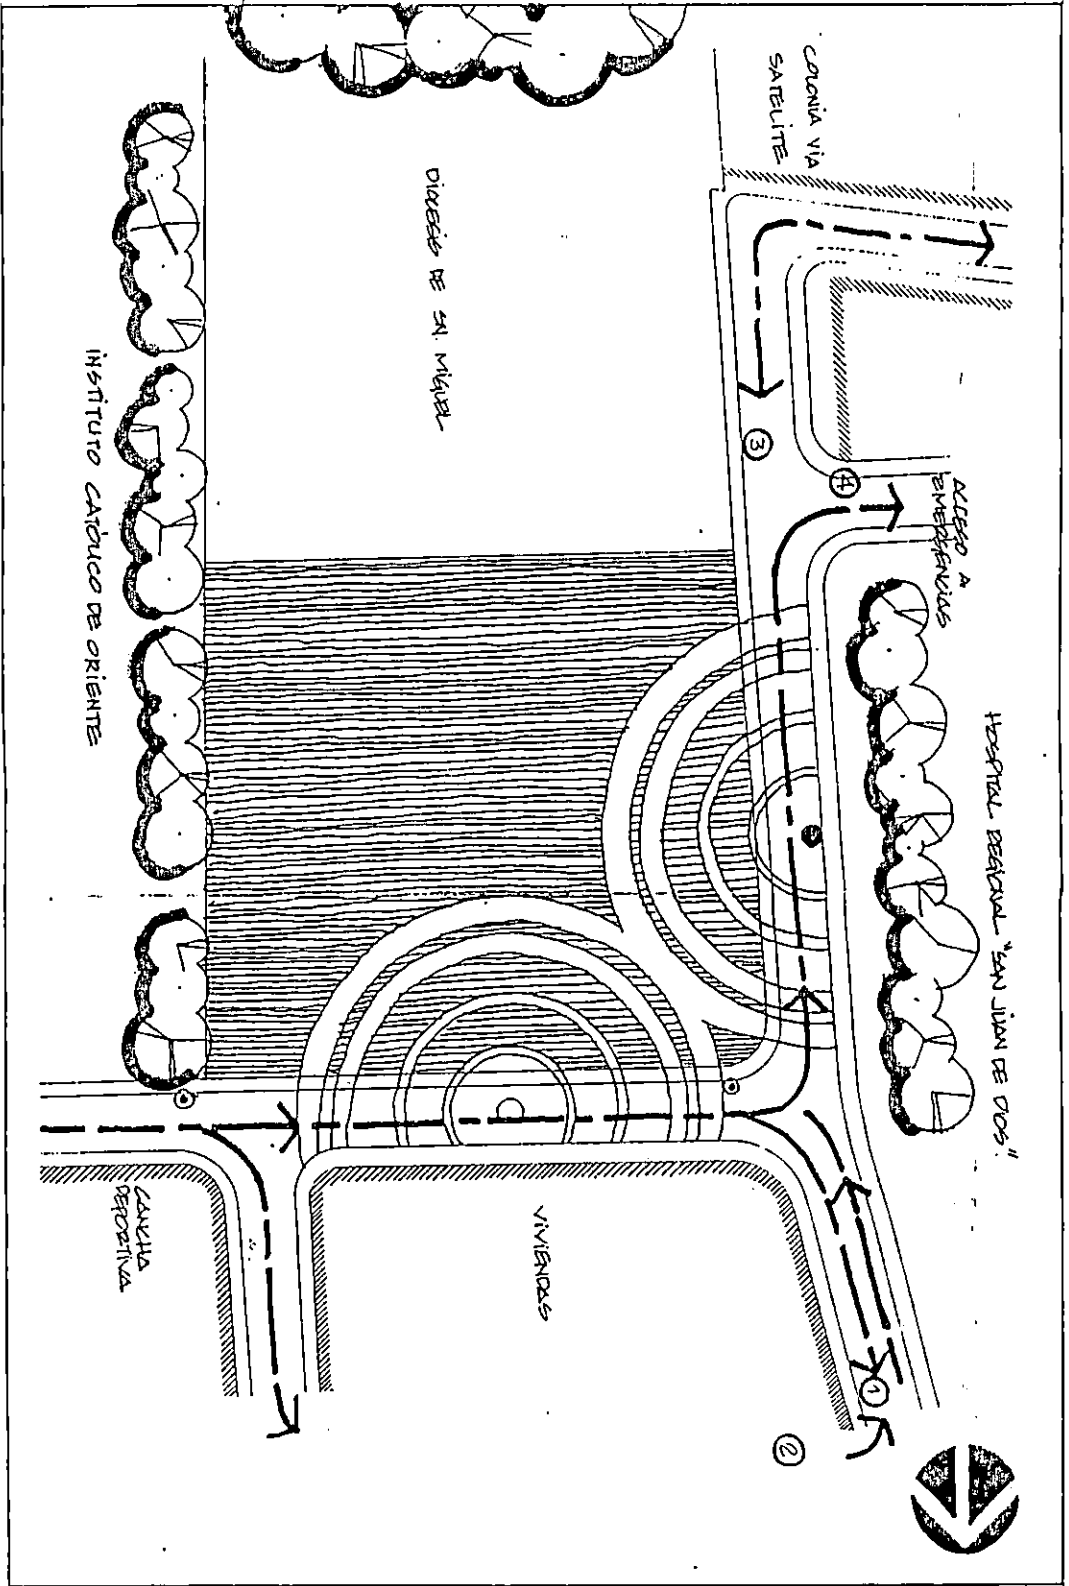 COLONIA VIA
SATELITE
DIOCESIS DE SN. MIGUEL
INSTITUTO CATOLICO DE ORIENTE
3
4
ACCESO A
EMERGENCIAS
HOSPITAL REGIONAL "SAN JUAN DE DIOS"
CANCHA
DEPORTIVA
VIVIENDAS
1
2